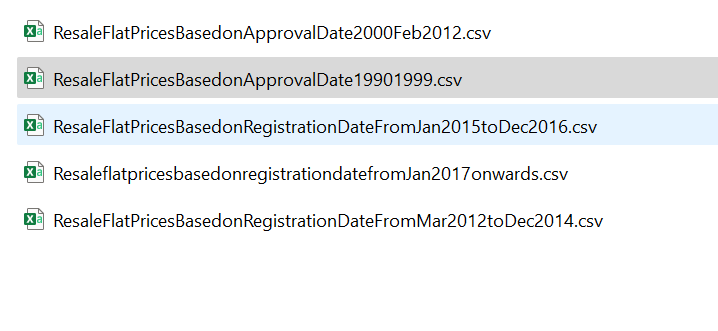 ResaleFlatPricesBasedonApprovalDate2000Feb2012.csv
ResaleFlatPricesBasedonApprovalDate19901999.csv
ResaleFlatPricesBasedonRegistrationDateFromJan2015toDec2016.csv
ResaleflatpricesbasedonregistrationdatefromJan2017onwards.csv
ResaleFlatPricesBasedonRegistrationDateFromMar2012toDec2014.csv